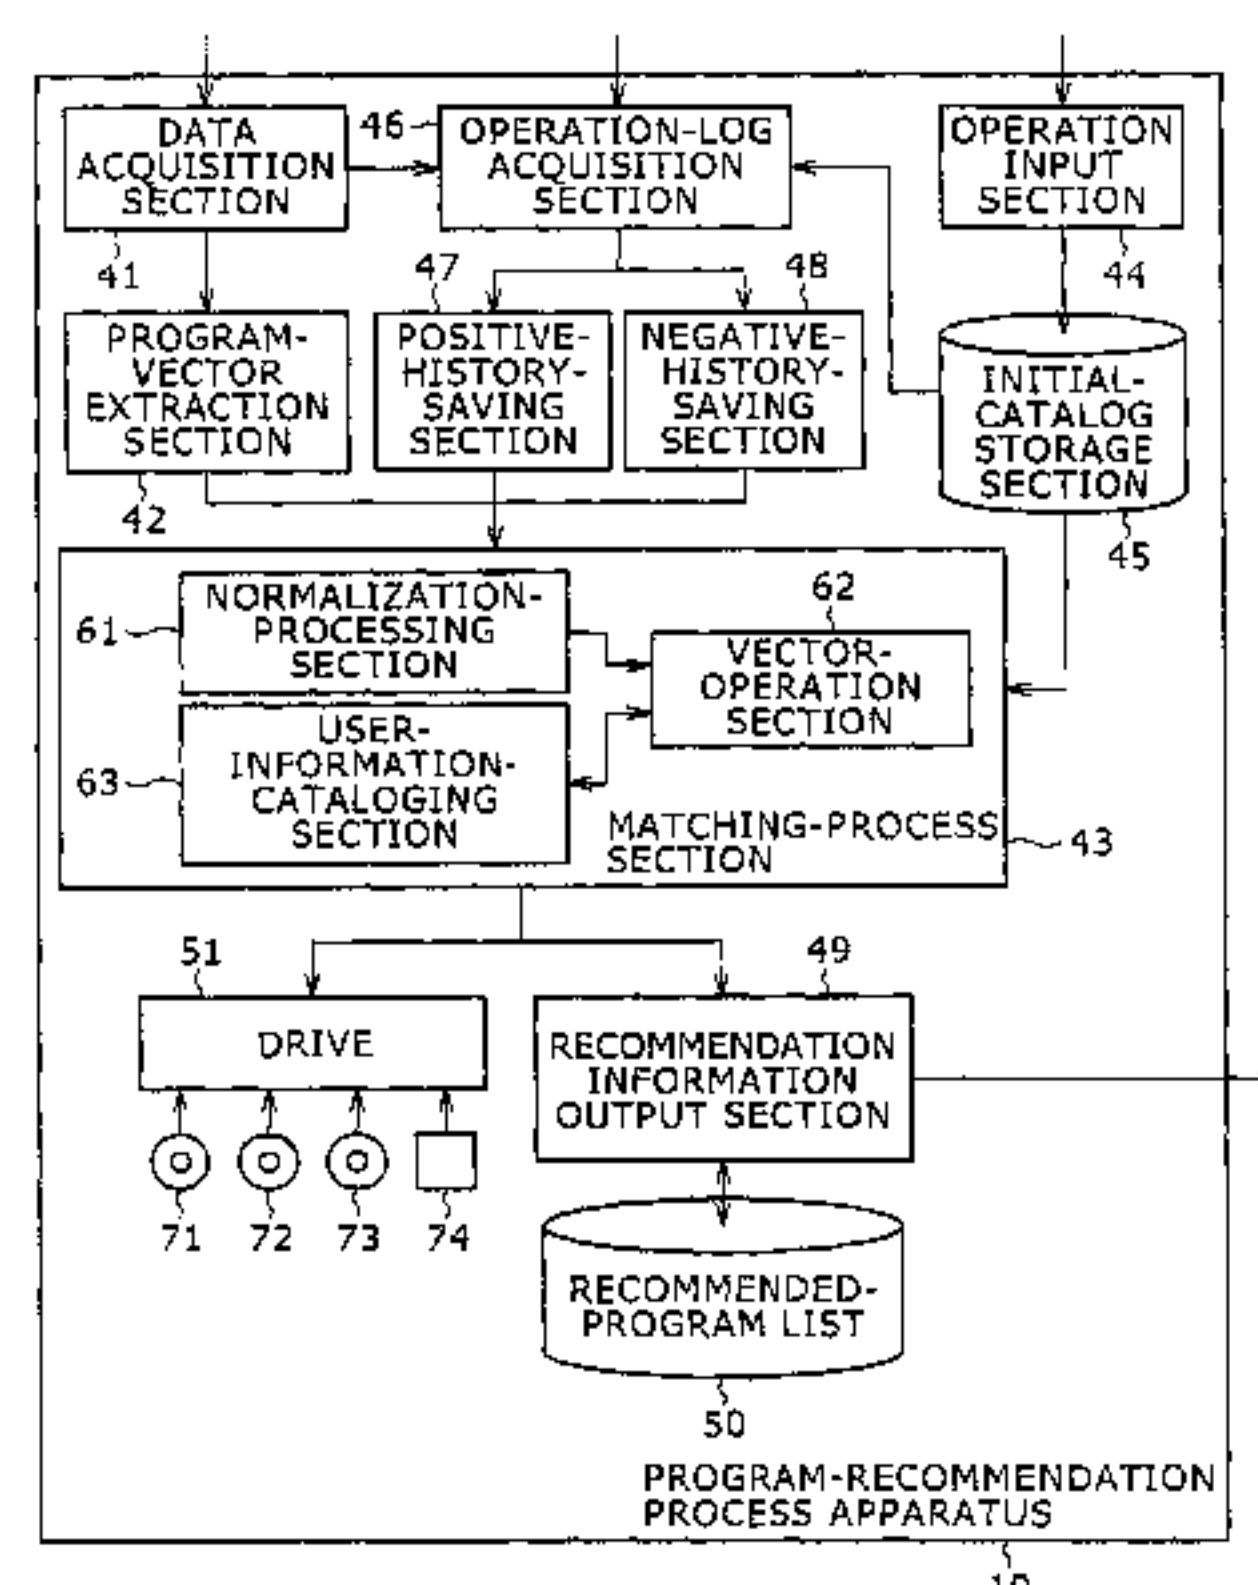 DATA
ACQUISITION
SECTION
41
46
OPERATION-LOG
ACQUISITION
SECTION
OPERATION
INPUT
SECTION
44
PROGRAM-
VECTOR
EXTRACTION
SECTION
42
47
POSITIVE-
HISTORY-
SAVING
SECTION
48
NEGATIVE-
HISTORY-
SAVING
SECTION
INITIAL-
CATALOG
STORAGE
SECTION
45
61
NORMALIZATION-
PROCESSING
SECTION
62
VECTOR-
OPERATION
SECTION
63
USER-
INFORMATION-
CATALOGING
SECTION
MATCHING-PROCESS
SECTION
43
51
DRIVE
71
72
73
74
49
RECOMMENDATION
INFORMATION
OUTPUT SECTION
RECOMMENDED-
PROGRAM LIST
50
PROGRAM-RECOMMENDATION
PROCESS APPARATUS